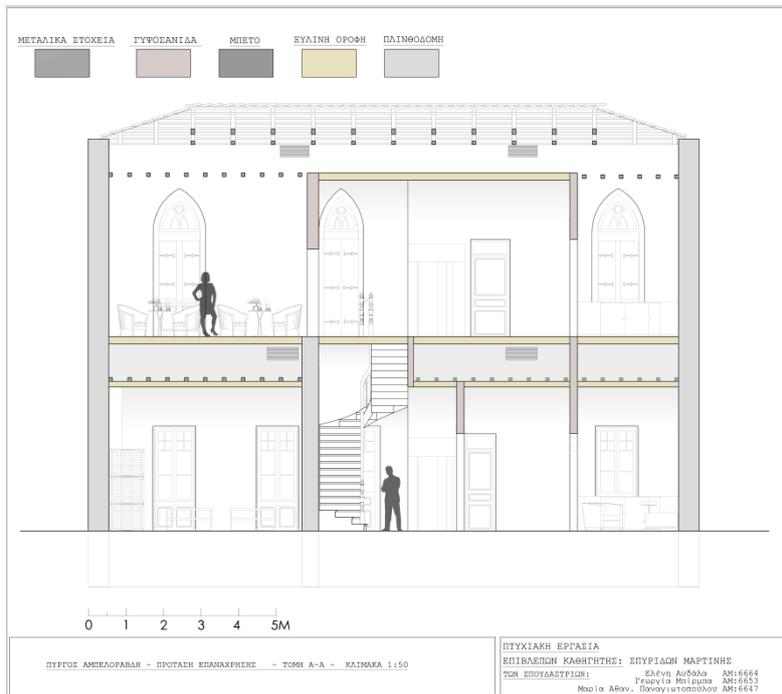 ΜΕΤΑΛΙΚΑ ΣΤΟΙΧΕΙΑ ΓΥΨΟΣΑΝΙΔΑ ΜΠΕΤΟ ΞΥΛΙΝΗ ΟΡΟΦΗ ΠΛΙΝΘΟΔΟΜΗ
0 1 2 3 4 5M
ΠΥΡΓΟΣ ΑΜΠΕΛΟΡΑΒΔΗ - ΠΡΟΤΑΣΗ ΕΠΑΝΑΧΡΗΣΗΣ - ΤΟΜΗ Α-Α - ΚΛΙΜΑΚΑ 1:50
ΠΤΥΧΙΑΚΗ ΕΡΓΑΣΙΑ
ΕΠΙΒΛΕΠΩΝ ΚΑΘΗΓΗΤΗΣ: ΣΠΥΡΙΔΩΝ ΜΑΡΤΙΝΗΣ
ΤΩΝ ΣΠΟΥΔΑΣΤΡΙΩΝ: Ελένη Αυδάλα ΑΜ:6664
Γεωργία Μπίρμπα ΑΜ:6653
Μαρία Αθαν. Παναγιωτοπούλου ΑΜ:6647